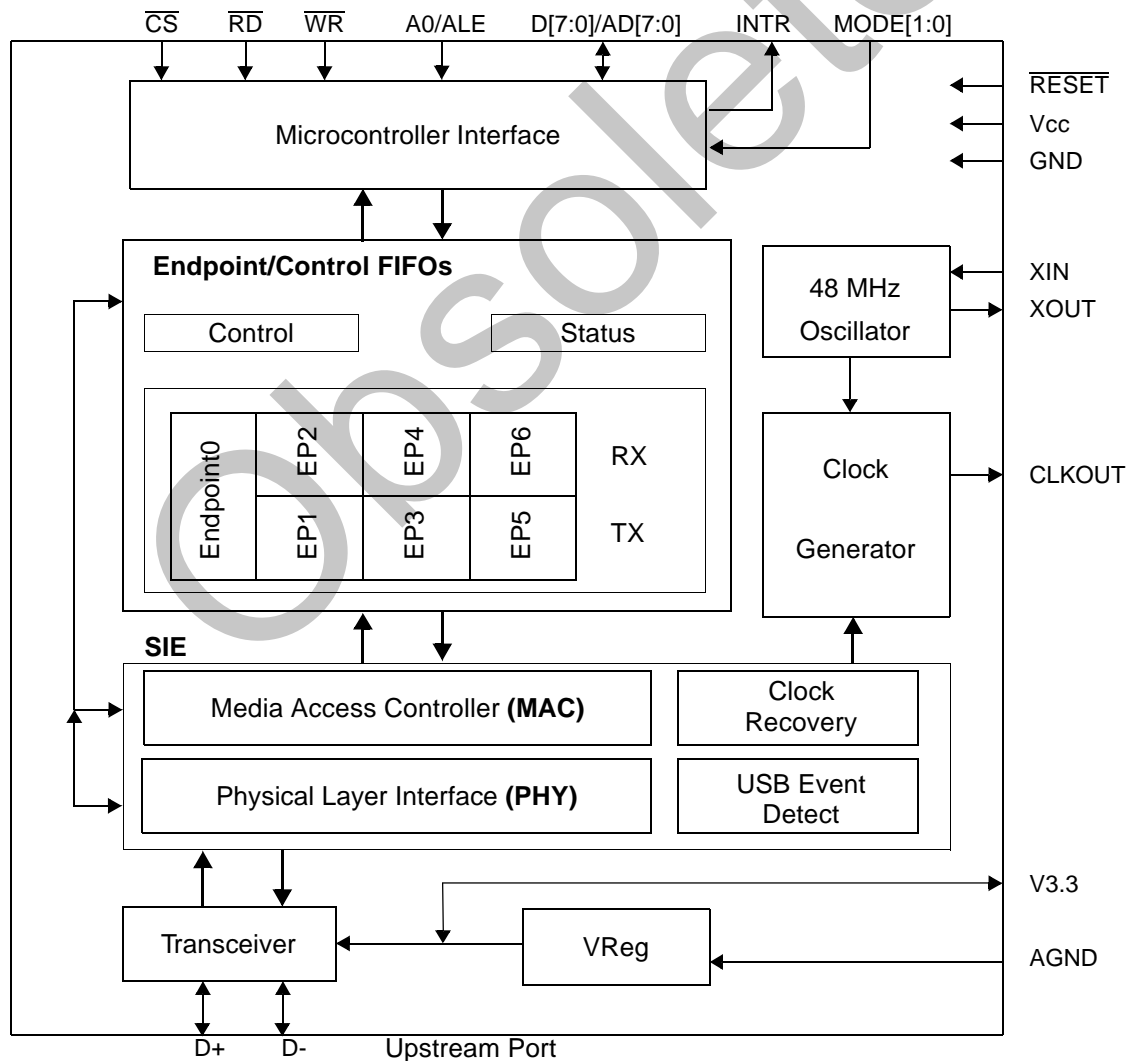 CS RD WR A0/ALE D[7:0]/AD[7:0] INTR MODE[1:0]
RESET
Vcc
GND
Microcontroller Interface
Endpoint/Control FIFOs
Control
Status
48 MHz
Oscillator
XIN
XOUT
Endpoint0
EP2
EP4
EP6
RX
EP1
EP3
EP5
TX
Clock
Generator
CLKOUT
SIE
Media Access Controller (MAC)
Clock
Recovery
Physical Layer Interface (PHY)
USB Event
Detect
Transceiver
VReg
V3.3
AGND
D+ D- Upstream Port
Obsolete